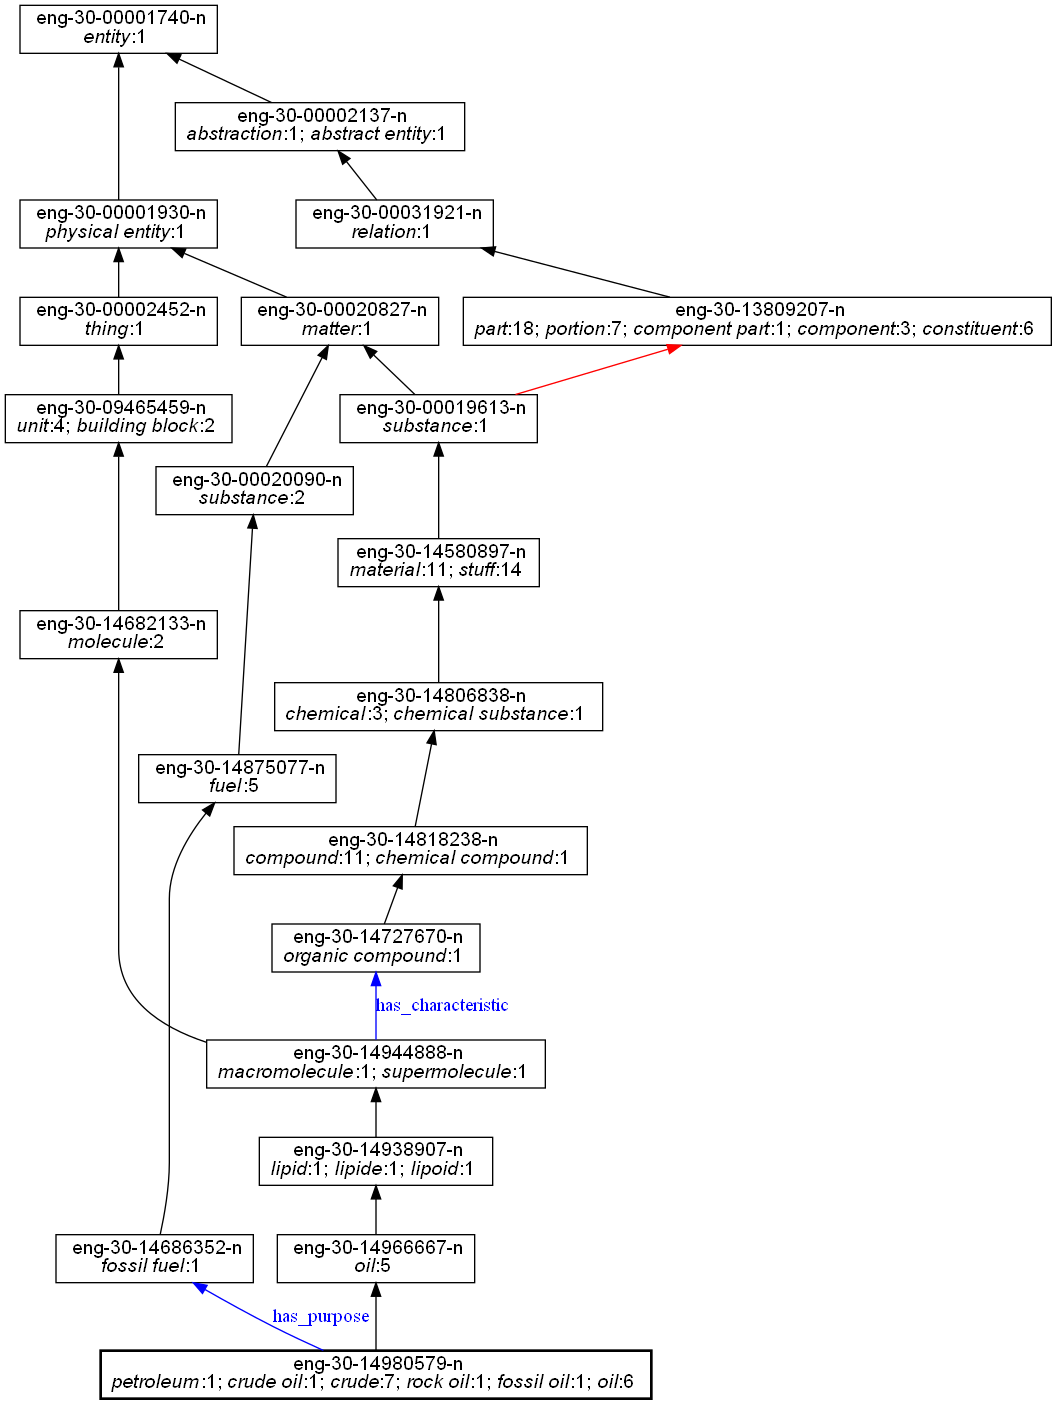 eng-30-00001740-n
entity:1
eng-30-00002137-n
abstraction:1; abstract entity:1
eng-30-00001930-n
physical entity:1
eng-30-00031921-n
relation:1
eng-30-00002452-n
thing:1
eng-30-00020827-n
matter:1
eng-30-13809207-n
part:18; portion:7; component part:1; component:3; constituent:6
eng-30-09465459-n
unit:4; building block:2
eng-30-00019613-n
substance:1
eng-30-00020090-n
substance:2
eng-30-14580897-n
material:11; stuff:14
eng-30-14682133-n
molecule:2
eng-30-14806838-n
chemical:3; chemical substance:1
eng-30-14875077-n
fuel:5
eng-30-14818238-n
compound:11; chemical compound:1
eng-30-14727670-n
organic compound:1
has_characteristic
eng-30-14944888-n
macromolecule:1; supermolecule:1
eng-30-14938907-n
lipid:1; lipide:1; lipoid:1
eng-30-14686352-n
fossil fuel:1
eng-30-14966667-n
oil:5
has_purpose
eng-30-14980579-n
petroleum:1; crude oil:1; crude:7; rock oil:1; fossil oil:1; oil:6